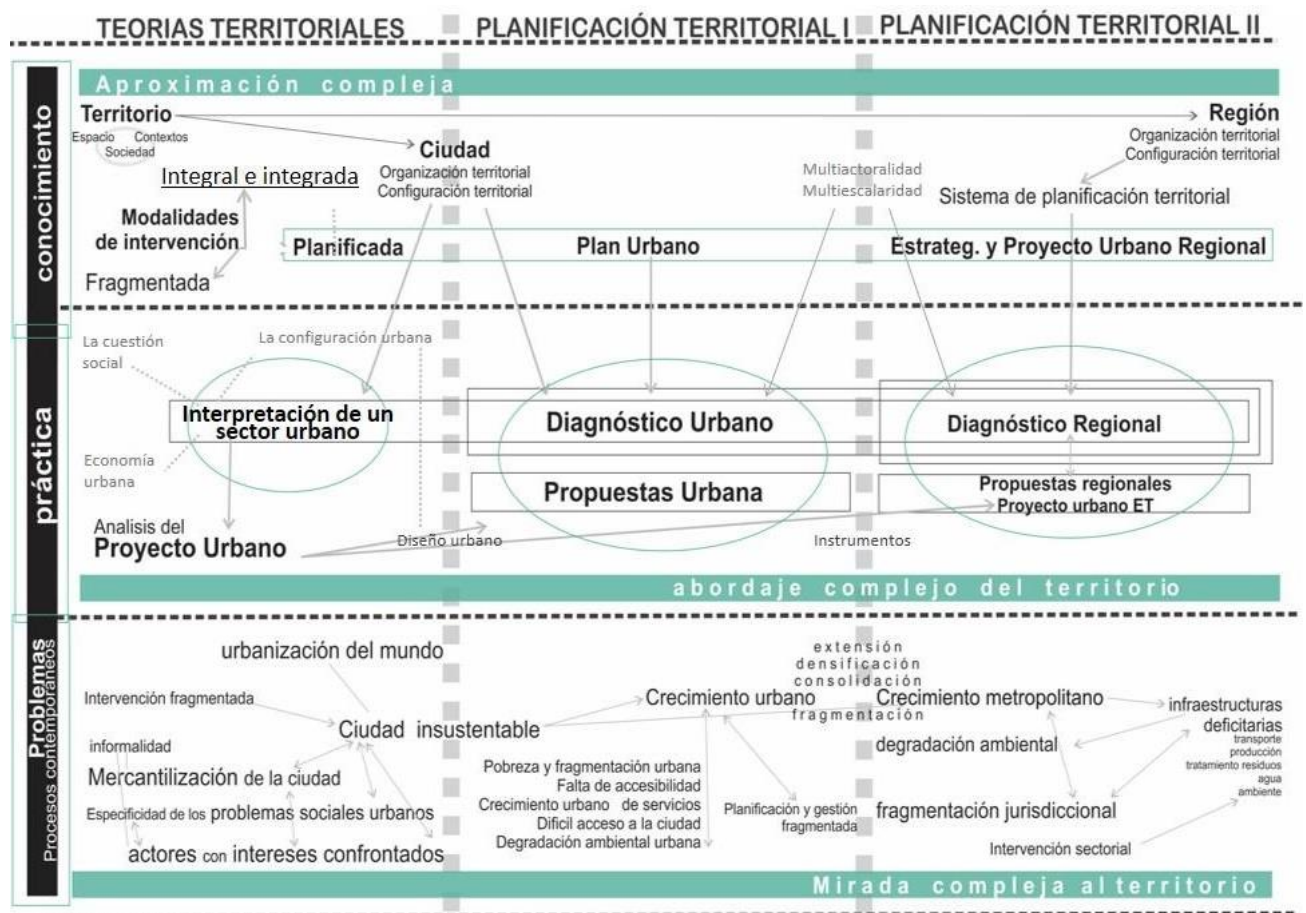 TEORIAS TERRITORIALES
PLANIFICACIÓN TERRITORIAL I
PLANIFICACIÓN TERRITORIAL II
conocimiento
Aproximación compleja
Territorio
Espacio Contextos
Sociedad
Integral e integrada
Modalidades
de intervención
Fragmentada
Planificada
Ciudad
Organización territorial
Configuración territorial
Plan Urbano
Multiactoralidad
Multiescalaridad
Región
Organización territorial
Configuración territorial
Sistema de planificación territorial
Estrateg. y Proyecto Urbano Regional
práctica
La cuestión
social
La configuración urbana
Interpretación de un
sector urbano
Economía
urbana
Analisis del
Proyecto Urbano
Diseño urbano
Diagnóstico Urbano
Propuestas Urbana
Instrumentos
Diagnóstico Regional
Propuestas regionales
Proyecto urbano ET
abordaje complejo del territorio
Problemas
Procesos contemporáneos
urbanización del mundo
Intervención fragmentada
Ciudad insustentable
informalidad
Mercantilización de la ciudad
Especificidad de los problemas sociales urbanos
actores con intereses confrontados
Crecimiento urbano
Pobreza y fragmentación urbana
Falta de accesibilidad
Crecimiento urbano de servicios
Dificil acceso a la ciudad
Degradación ambiental urbana
Planificación y gestión
fragmentada
extensión
densificación
consolidación
fragmentación
Crecimiento metropolitano
degradación ambiental
fragmentación jurisdiccional
Intervención sectorial
infraestructuras
deficitarias
transporte
producción
tratamiento residuos
agua
ambiente
Mirada compleja al territorio